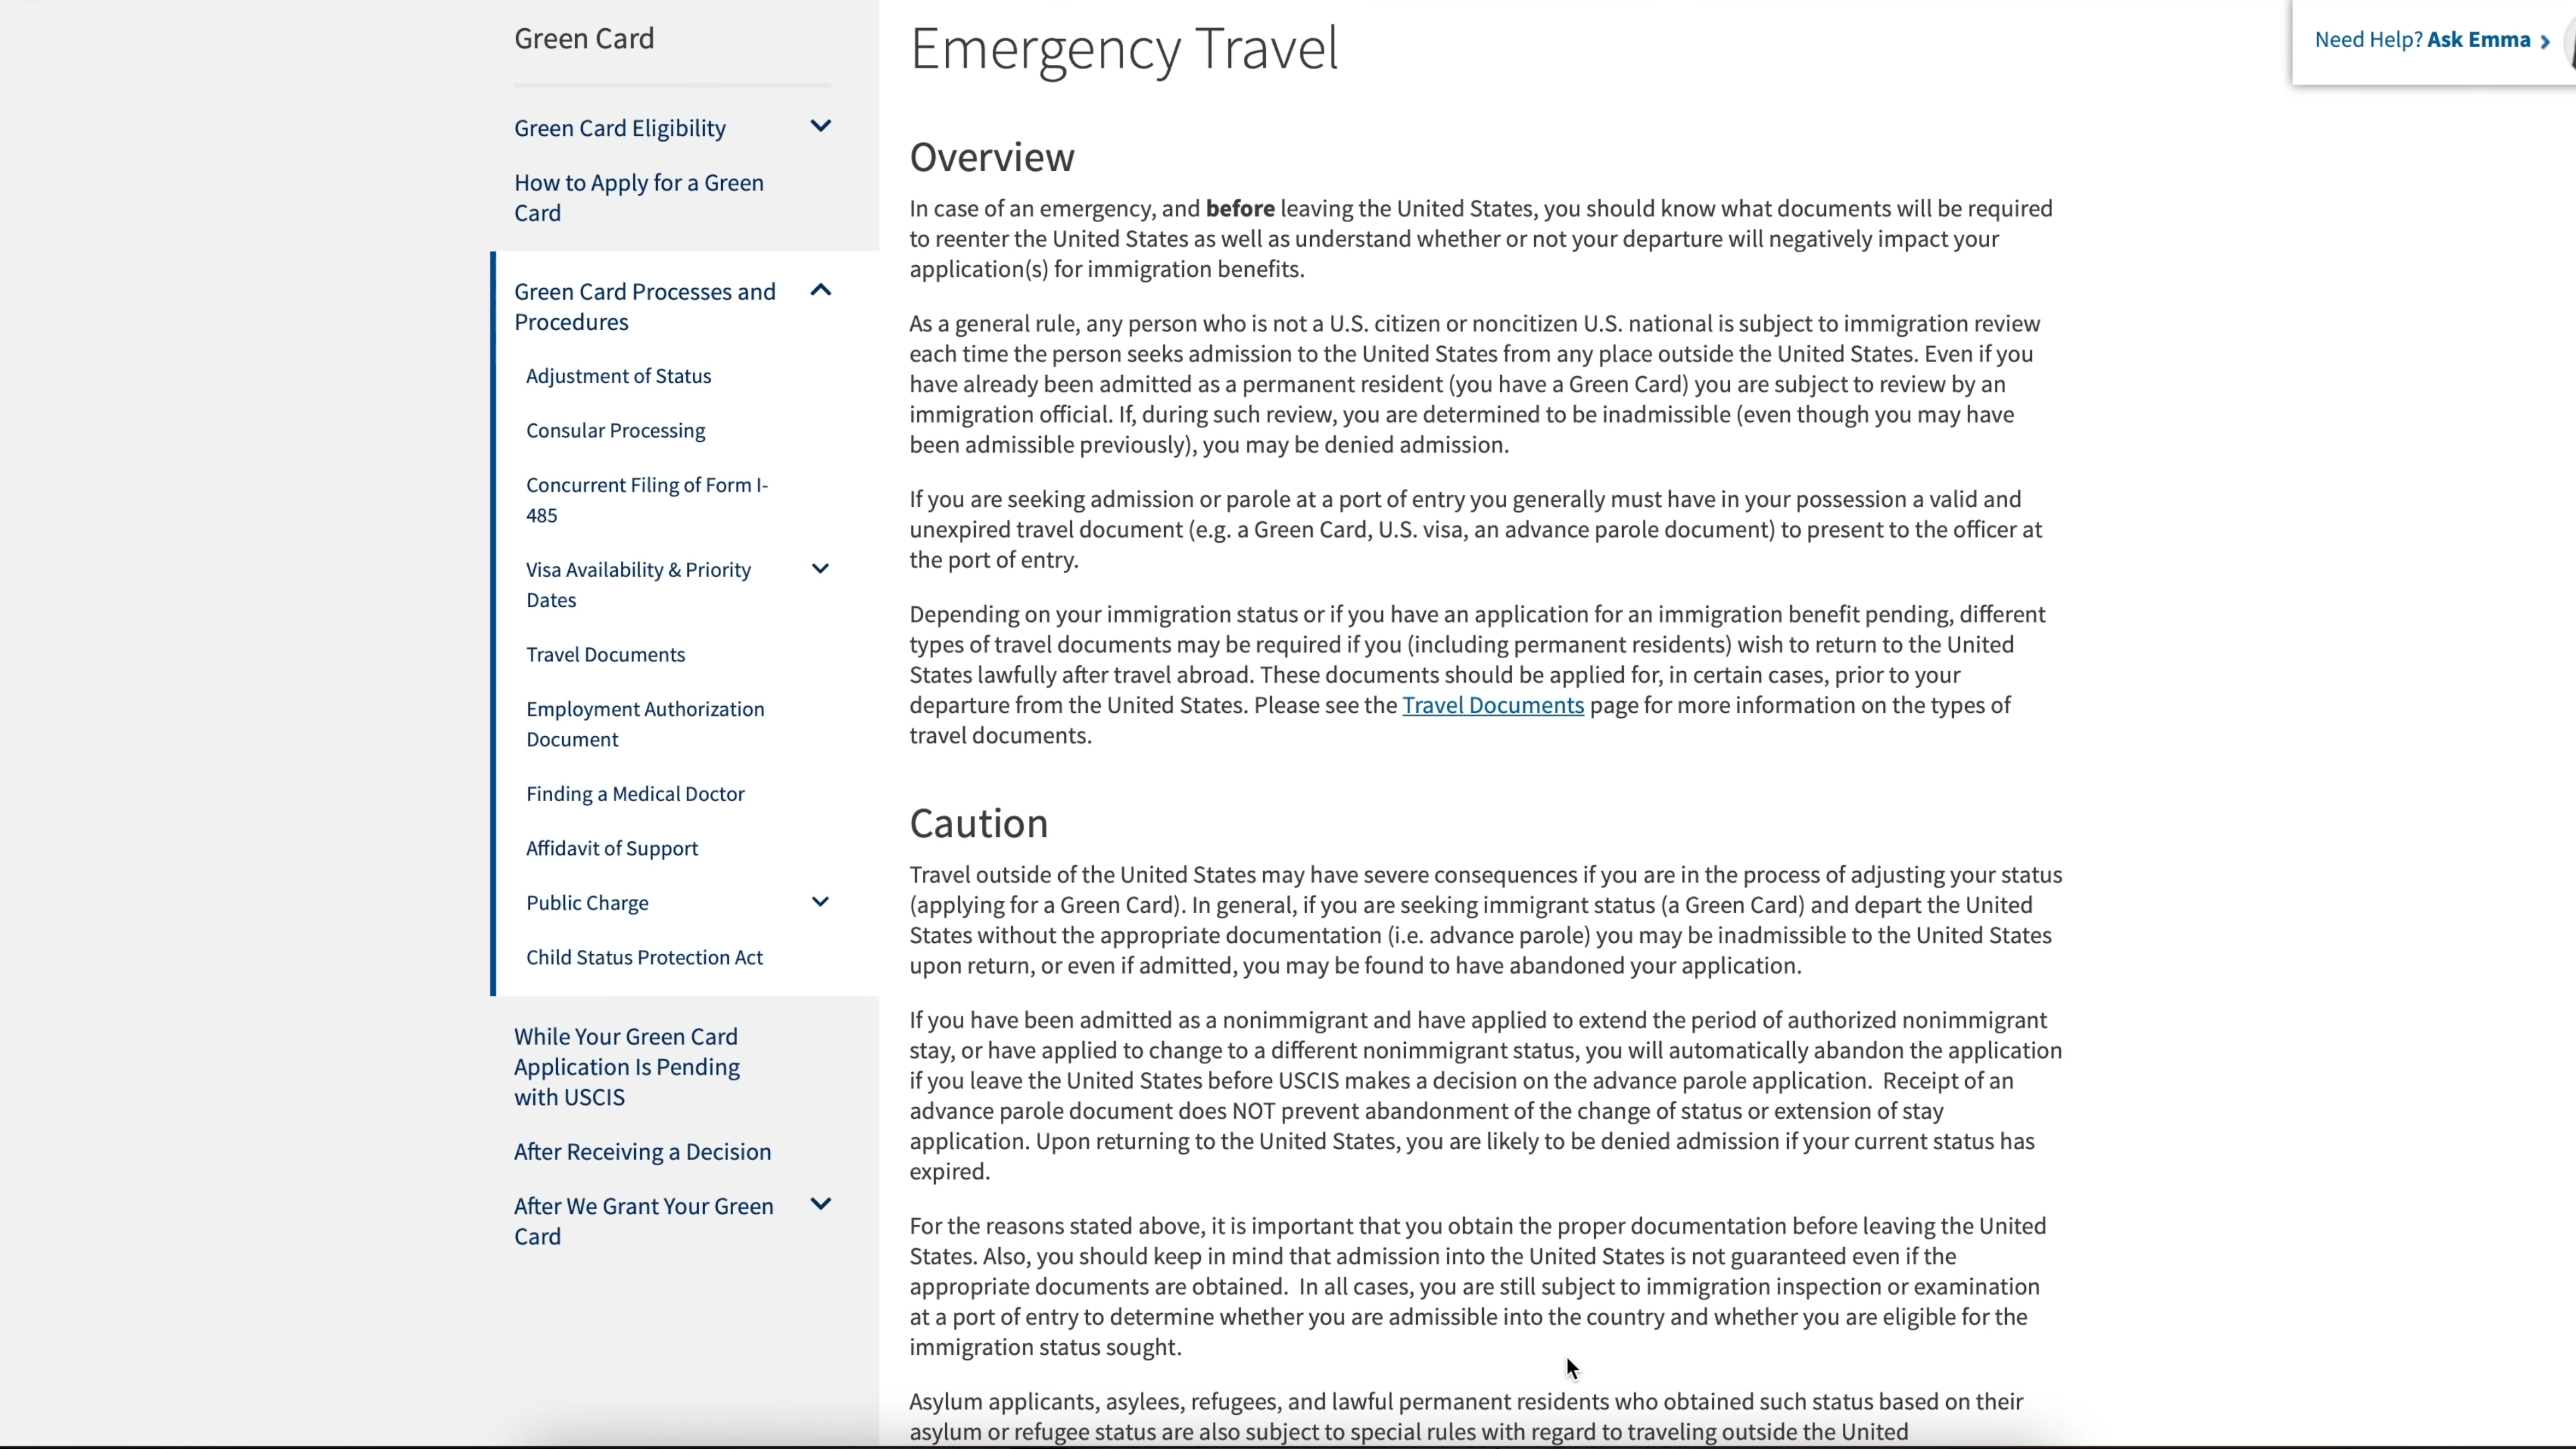 Green Card
Green Card Eligibility
How to Apply for a Green
Card
Green Card Processes and
Procedures
Adjustment of Status
Consular Processing
Concurrent Filing of Form I-
485
Visa Availability & Priority
Dates
Travel Documents
Employment Authorization
Document
Finding a Medical Doctor
Affidavit of Support
Public Charge
Child Status Protection Act
While Your Green Card
Application Is Pending
with USCIS
After Receiving a Decision
After We Grant Your Green
Card
Emergency Travel
Overview
In case of an emergency, and before leaving the United States, you should know what documents will be required
to reenter the United States as well as understand whether or not your departure will negatively impact your
application(s) for immigration benefits.
As a general rule, any person who is not a U.S. citizen or noncitizen U.S. national is subject to immigration review
each time the person seeks admission to the United States from any place outside the United States. Even if you
have already been admitted as a permanent resident (you have a Green Card) you are subject to review by an
immigration official. If, during such review, you are determined to be inadmissible (even though you may have
been admissible previously), you may be denied admission.
If you are seeking admission or parole at a port of entry you generally must have in your possession a valid and
unexpired travel document (e.g. a Green Card, U.S. visa, an advance parole document) to present to the officer at
the port of entry.
Depending on your immigration status or if you have an application for an immigration benefit pending, different
types of travel documents may be required if you (including permanent residents) wish to return to the United
States lawfully after travel abroad. These documents should be applied for, in certain cases, prior to your
departure from the United States. Please see the Travel Documents page for more information on the types of
travel documents.
Caution
Travel outside of the United States may have severe consequences if you are in the process of adjusting your status
(applying for a Green Card). In general, if you are seeking immigrant status (a Green Card) and depart the United
States without the appropriate documentation (i.e. advance parole) you may be inadmissible to the United States
upon return, or even if admitted, you may be found to have abandoned your application.
If you have been admitted as a nonimmigrant and have applied to extend the period of authorized nonimmigrant
stay, or have applied to change to a different nonimmigrant status, you will automatically abandon the application
if you leave the United States before USCIS makes a decision on the advance parole application.  Receipt of an
advance parole document does NOT prevent abandonment of the change of status or extension of stay
application. Upon returning to the United States, you are likely to be denied admission if your current status has
expired.
For the reasons stated above, it is important that you obtain the proper documentation before leaving the United
States. Also, you should keep in mind that admission into the United States is not guaranteed even if the
appropriate documents are obtained.  In all cases, you are still subject to immigration inspection or examination
at a port of entry to determine whether you are admissible into the country and whether you are eligible for the
immigration status sought.
Asylum applicants, asylees, refugees, and lawful permanent residents who obtained such status based on their
asylum or refugee status are also subject to special rules with regard to traveling outside the United
Need Help? Ask Emma